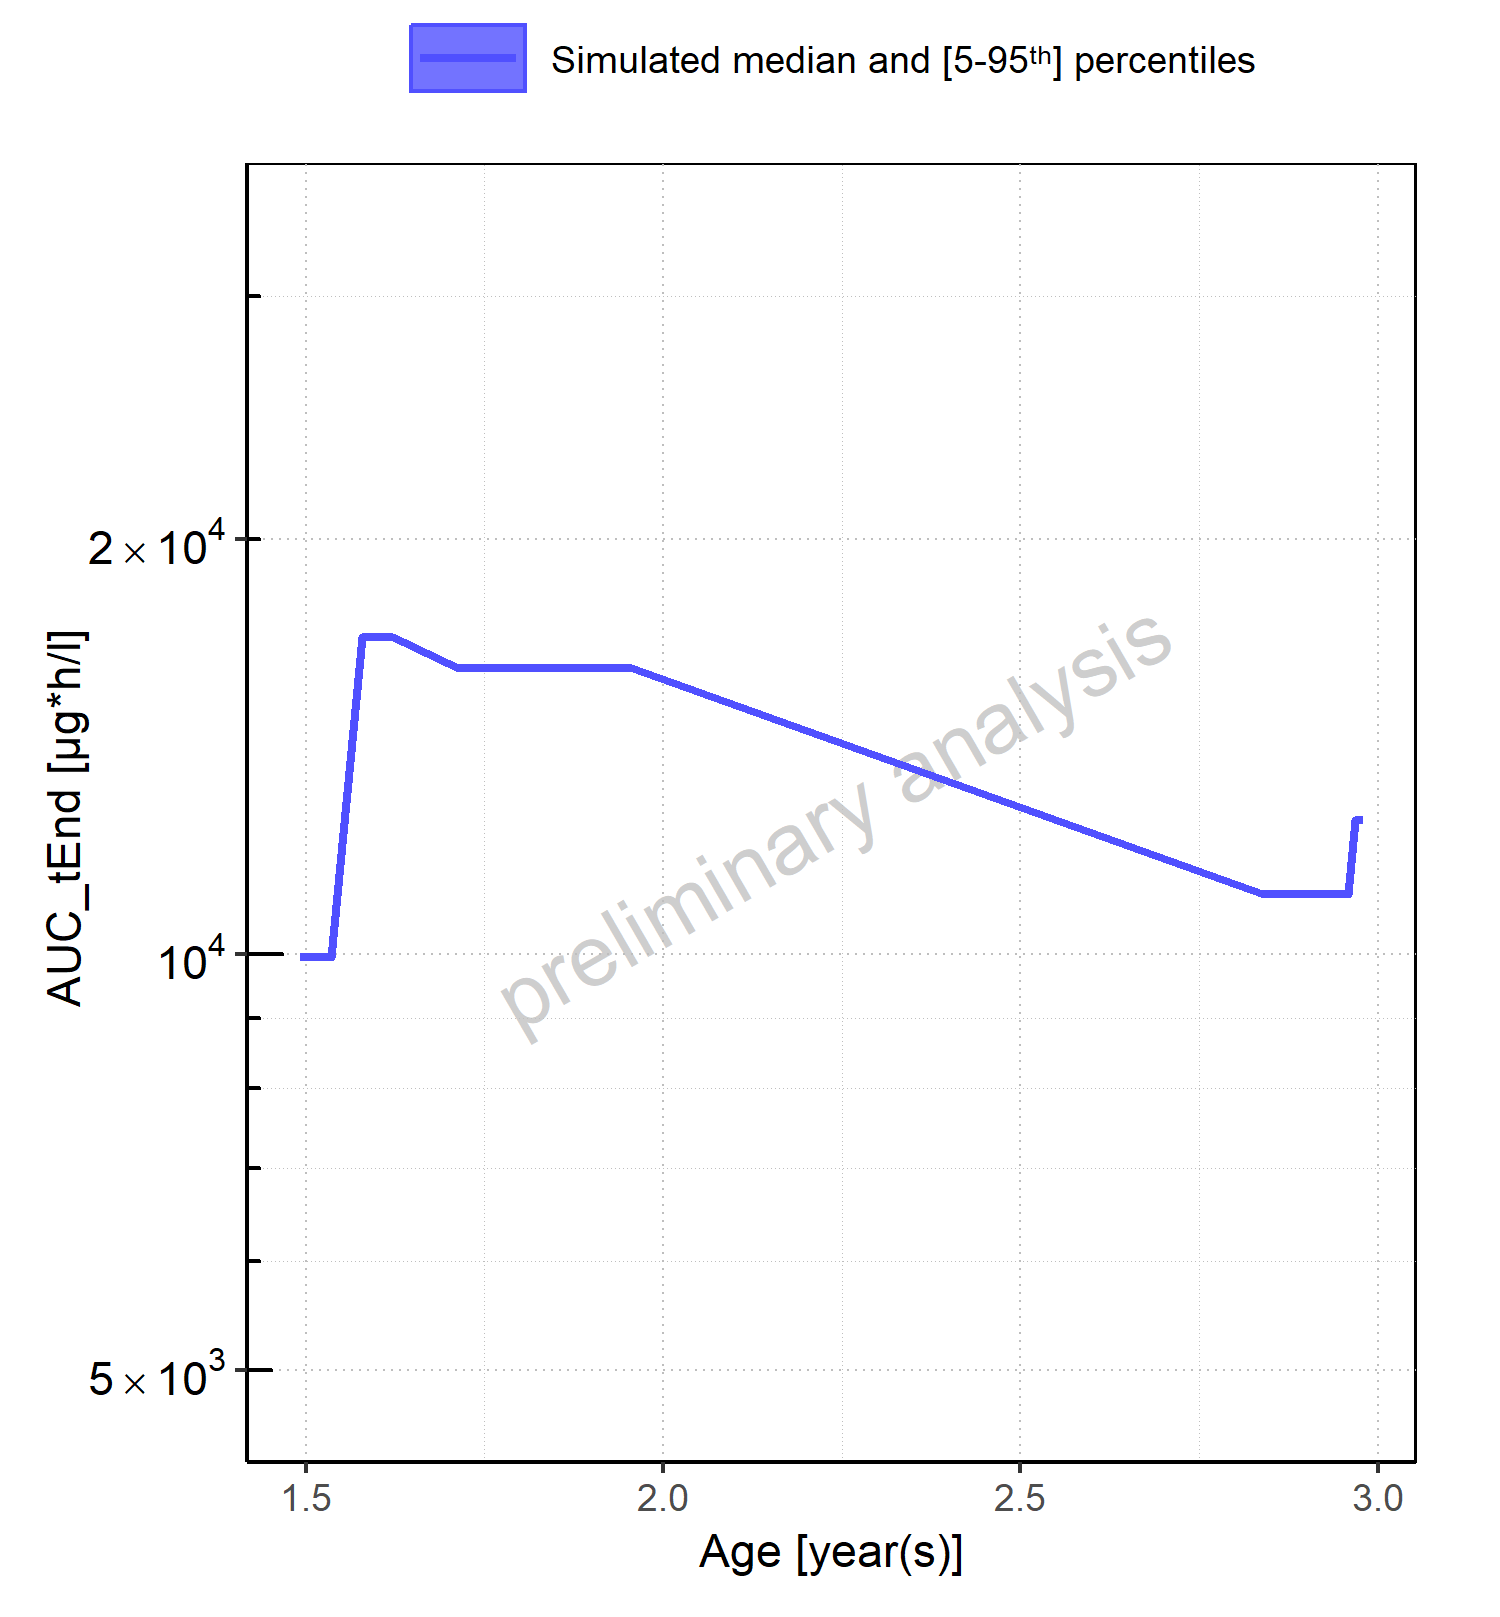 Simulated median and [5-95ᵗʰ] percentiles
2 × 10⁴
10⁴
5 × 10³
AUC_tEnd [µg*h/l]
preliminary analysis
1.5 2.0 2.5 3.0
Age [year(s)]